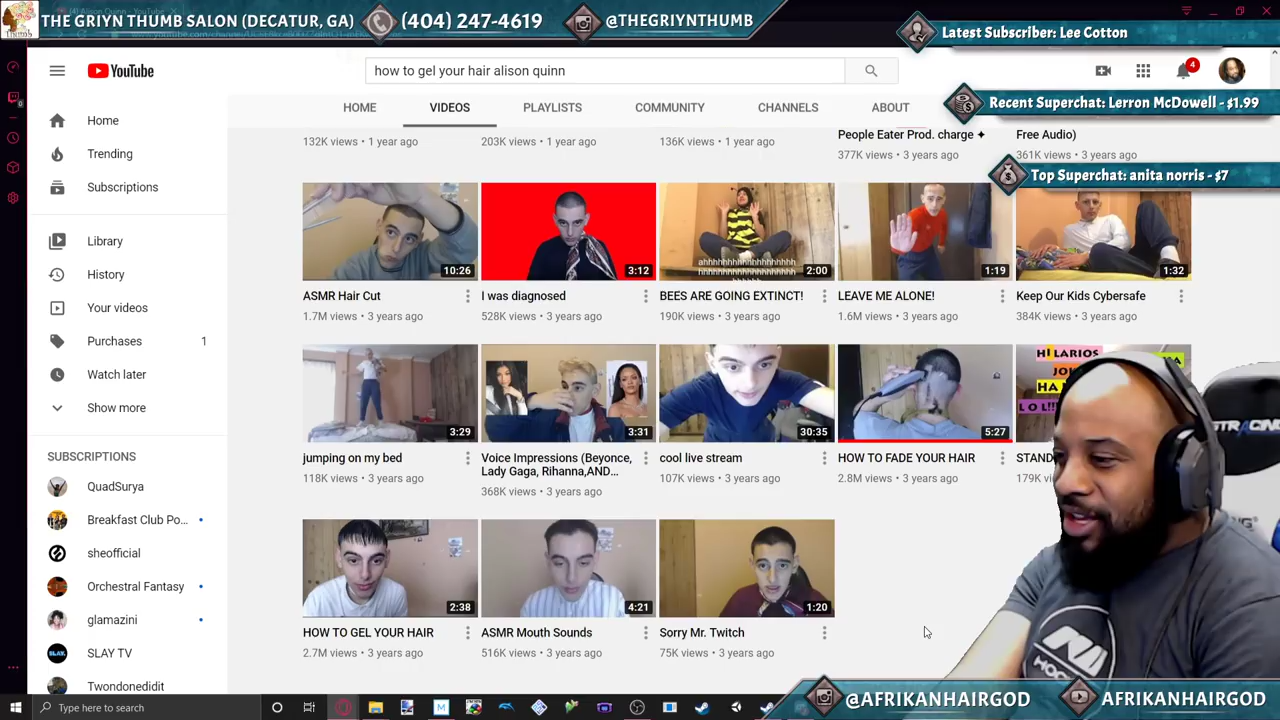 THE GRIYN THUMB SALON (DECATUR, GA)
(404) 247-4619
@THEGRIYNTHUMB
Latest Subscriber: Lee Cotton
YouTube
how to gel your hair alison quinn
4
Recent Superchat: Lerron McDowell - $1.99
Top Superchat: anita norris - $7
HOME VIDEOS PLAYLISTS COMMUNITY CHANNELS ABOUT
Home
Trending
Subscriptions
Library
History
Your videos
Purchases 1
Watch later
Show more
SUBSCRIPTIONS
QuadSurya
Breakfast Club Po...
sheofficial
Orchestral Fantasy
glamazini
SLAY TV
Twondonedidit
People Eater Prod. charge ✦
Free Audio)
132K views • 1 year ago
203K views • 1 year ago
136K views • 1 year ago
377K views • 3 years ago
361K views • 3 years ago
10:26
3:12
ahhhhhhhhhhhhhhhhhh
hhhhhhhhhhhhhhhhhh
2:00
1:19
1:32
ASMR Hair Cut
1.7M views • 3 years ago
I was diagnosed
528K views • 3 years ago
BEES ARE GOING EXTINCT!
190K views • 3 years ago
LEAVE ME ALONE!
1.6M views • 3 years ago
Keep Our Kids Cybersafe
384K views • 3 years ago
3:29
3:31
30:35
5:27
HILARIOS
jumping on my bed
118K views • 3 years ago
Voice Impressions (Beyonce,
Lady Gaga, Rihanna,AND...
368K views • 3 years ago
cool live stream
107K views • 3 years ago
HOW TO FADE YOUR HAIR
2.8M views • 3 years ago
179K
2:38
4:21
1:20
HOW TO GEL YOUR HAIR
2.7M views • 3 years ago
ASMR Mouth Sounds
516K views • 3 years ago
Sorry Mr. Twitch
75K views • 3 years ago
NA
Type here to search
@AFRIKANHAIRGOD
AFRIKANHAIRGOD